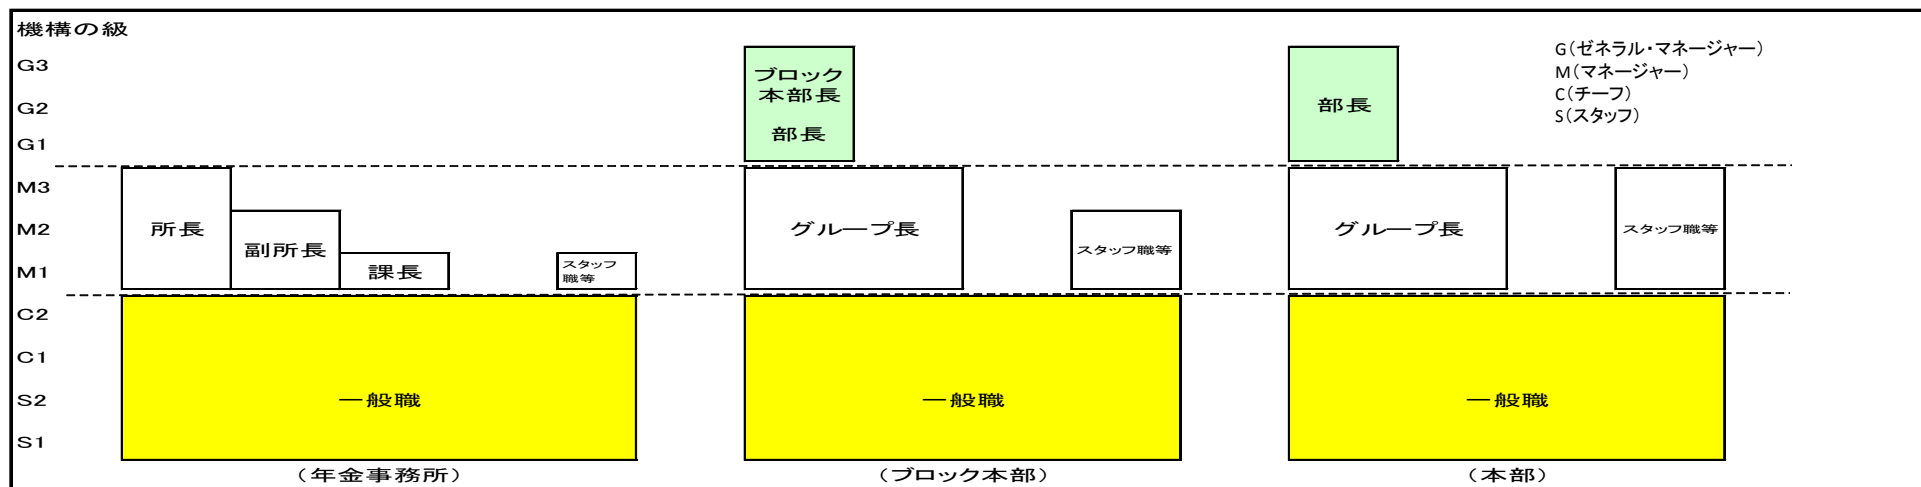 機構の級
G3
G2
G1
M3
M2
M1
C2
C1
S2
S1
所長
副所長
課長
スタッフ
職等
一般職
(年金事務所)
ブロック
本部長
部長
グループ長
スタッフ職等
一般職
(ブロック本部)
部長
グループ長
スタッフ職等
一般職
(本部)
G(ゼネラル・マネージャー)
M(マネージャー)
C(チーフ)
S(スタッフ)